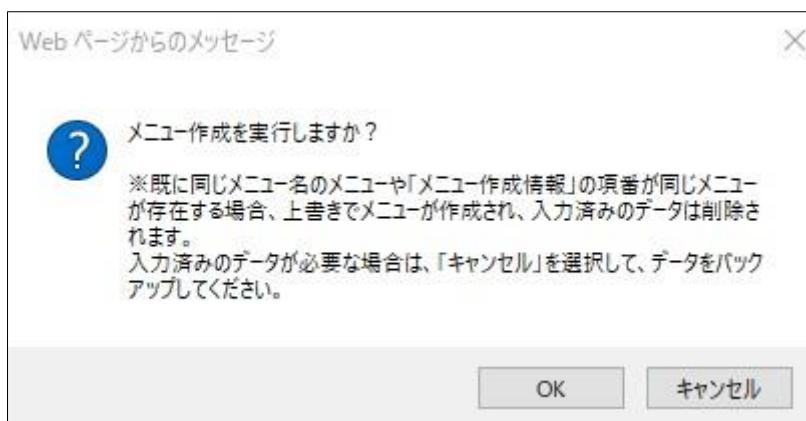 Web ページからのメッセージ
メニュー作成を実行しますか？
※既に同じメニュー名のメニューや「メニュー作成情報」の項番が同じメニュー
が存在する場合、上書きでメニューが作成され、入力済みのデータは削除さ
れます。
入力済みのデータが必要な場合は、「キャンセル」を選択して、データをバック
アップしてください。
OK
キャンセル